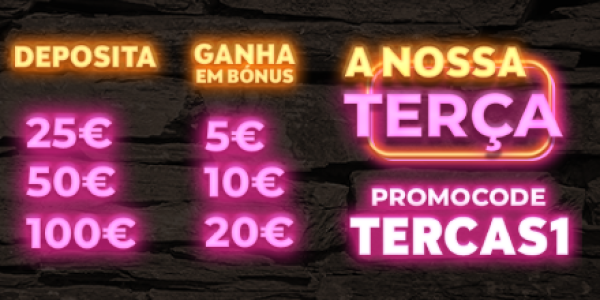 DEPOSITA
GANHA
EM BÓNUS
25€
5€
50€
10€
100€
20€
A NOSSA
TERÇA
PROMOCODE
TERCAS1